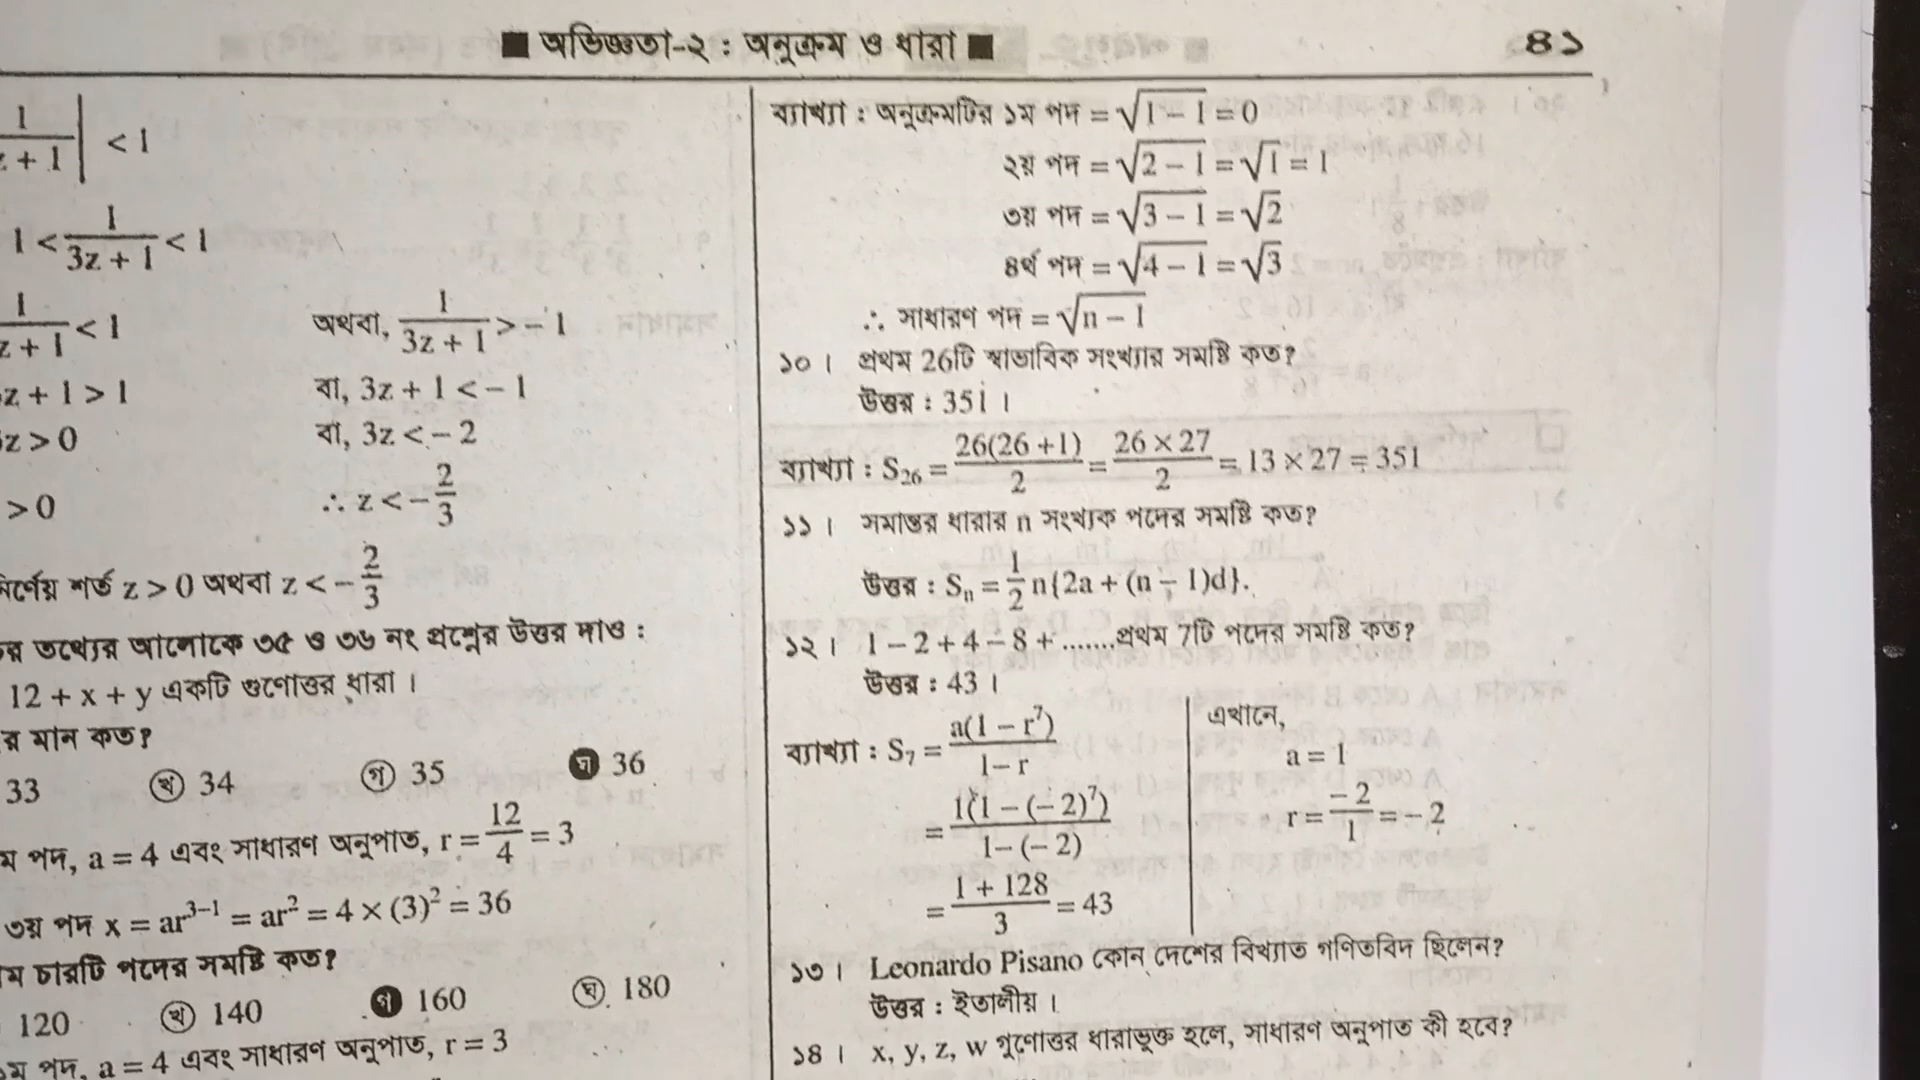 ■ অভিজ্ঞতা-২ : অনুক্রম ও ধারা ■ ৪১
1/(z + 1)| < 1
1 < 1/(3z + 1) < 1
1/(z + 1) < 1 অথবা, 1/(3z + 1) > – 1
z + 1 > 1 বা, 3z + 1 < – 1
z > 0 বা, 3z < – 2
> 0 ∴ z < – 2/3
নির্ণেয় শর্ত z > 0 অথবা z < – 2/3
তথ্যের আলোকে ৩৫ ও ৩৬ নং প্রশ্নের উত্তর দাও :
12 + x + y একটি গুণোত্তর ধারা।
র মান কত?
33 (খ) 34 (গ) 35 ঘ 36
ম পদ, a = 4 এবং সাধারণ অনুপাত, r = 12/4 = 3
৩য় পদ x = ar³⁻¹ = ar² = 4 × (3)² = 36
ম চারটি পদের সমষ্টি কত?
120 (খ) 140 গ 160 (ঘ) 180
১ম পদ, a = 4 এবং সাধারণ অনুপাত, r = 3
ব্যাখ্যা : অনুক্রমটির ১ম পদ = √(1 – 1) = 0
২য় পদ = √(2 – 1) = √1 = 1
৩য় পদ = √(3 – 1) = √2
৪র্থ পদ = √(4 – 1) = √3
∴ সাধারণ পদ = √(n – 1)
১০। প্রথম 26টি স্বাভাবিক সংখ্যার সমষ্টি কত?
উত্তর : 351।
ব্যাখ্যা : S₂₆ = 26(26 + 1)/2 = 26 × 27/2 = 13 × 27 = 351
১১। সমান্তর ধারার n সংখ্যক পদের সমষ্টি কত?
উত্তর : Sₙ = 1/2 n{2a + (n – 1)d}.
১২। 1 – 2 + 4 – 8 + .......প্রথম 7টি পদের সমষ্টি কত?
উত্তর : 43।
ব্যাখ্যা : S₇ = a(1 – r⁷)/(1 – r)
= 1(1 – (– 2)⁷)/(1– (– 2))
= (1 + 128)/3 = 43
এখানে,
a = 1
r = – 2/1 = – 2
১৩। Leonardo Pisano কোন দেশের বিখ্যাত গণিতবিদ ছিলেন?
উত্তর : ইতালীয়।
১৪। x, y, z, w গুণোত্তর ধারাভুক্ত হলে, সাধারণ অনুপাত কী হবে?